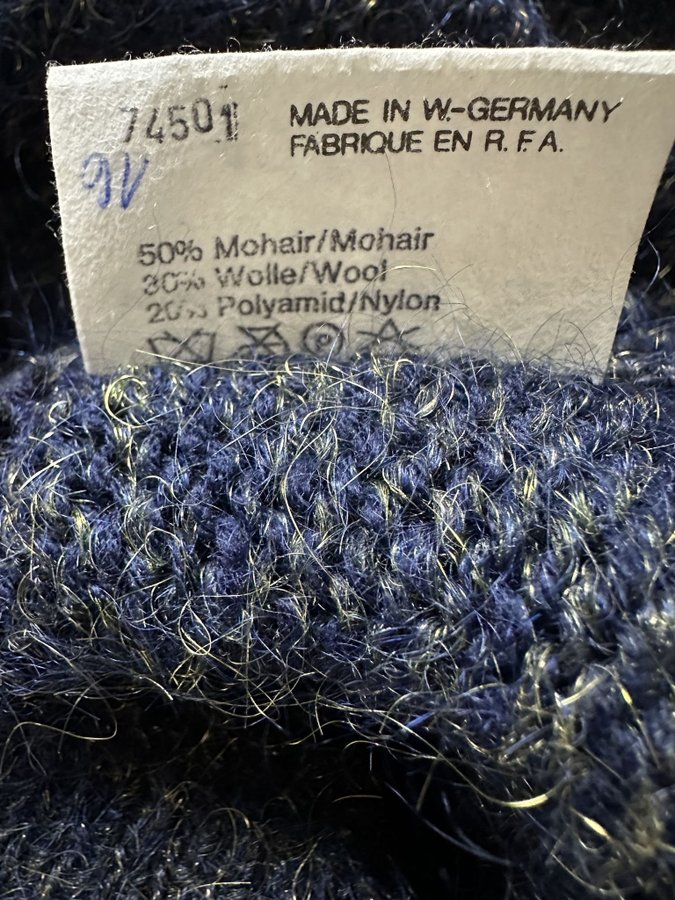 74501
MADE IN W.-GERMANY
FABRIQUE EN R.F.A.
50% Mohair/Mohair
30% Wolle/Wool
20% Polyamid/Nylon
P